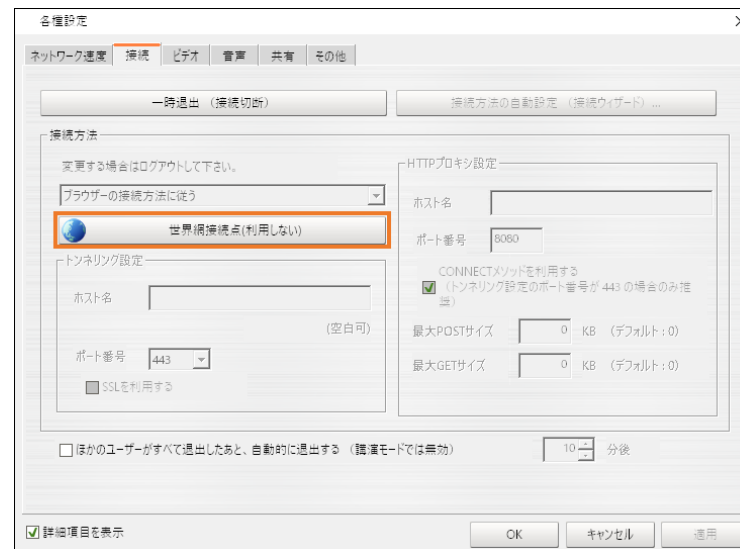 各種設定
ネットワーク速度 接続 ビデオ 音声 共有 その他
一時退出 （接続切断）
接続方法の自動設定 （接続ウィザード）...
接続方法
変更する場合はログアウトして下さい。
ブラウザーの接続方法に従う
世界網接続点(利用しない)
トンネリング設定
ホスト名
(空白可)
ポート番号 443
SSLを利用する
HTTPプロキシ設定
ホスト名
ポート番号 8080
CONNECTメソッドを利用する
（トンネリング設定のポート番号が 443 の場合のみ推
奨）
最大POSTサイズ 0 KB （デフォルト：0）
最大GETサイズ 0 KB （デフォルト：0）
ほかのユーザーがすべて退出したあと、自動的に退出する （講演モードでは無効） 10 分後
詳細項目を表示
OK キャンセル 適用